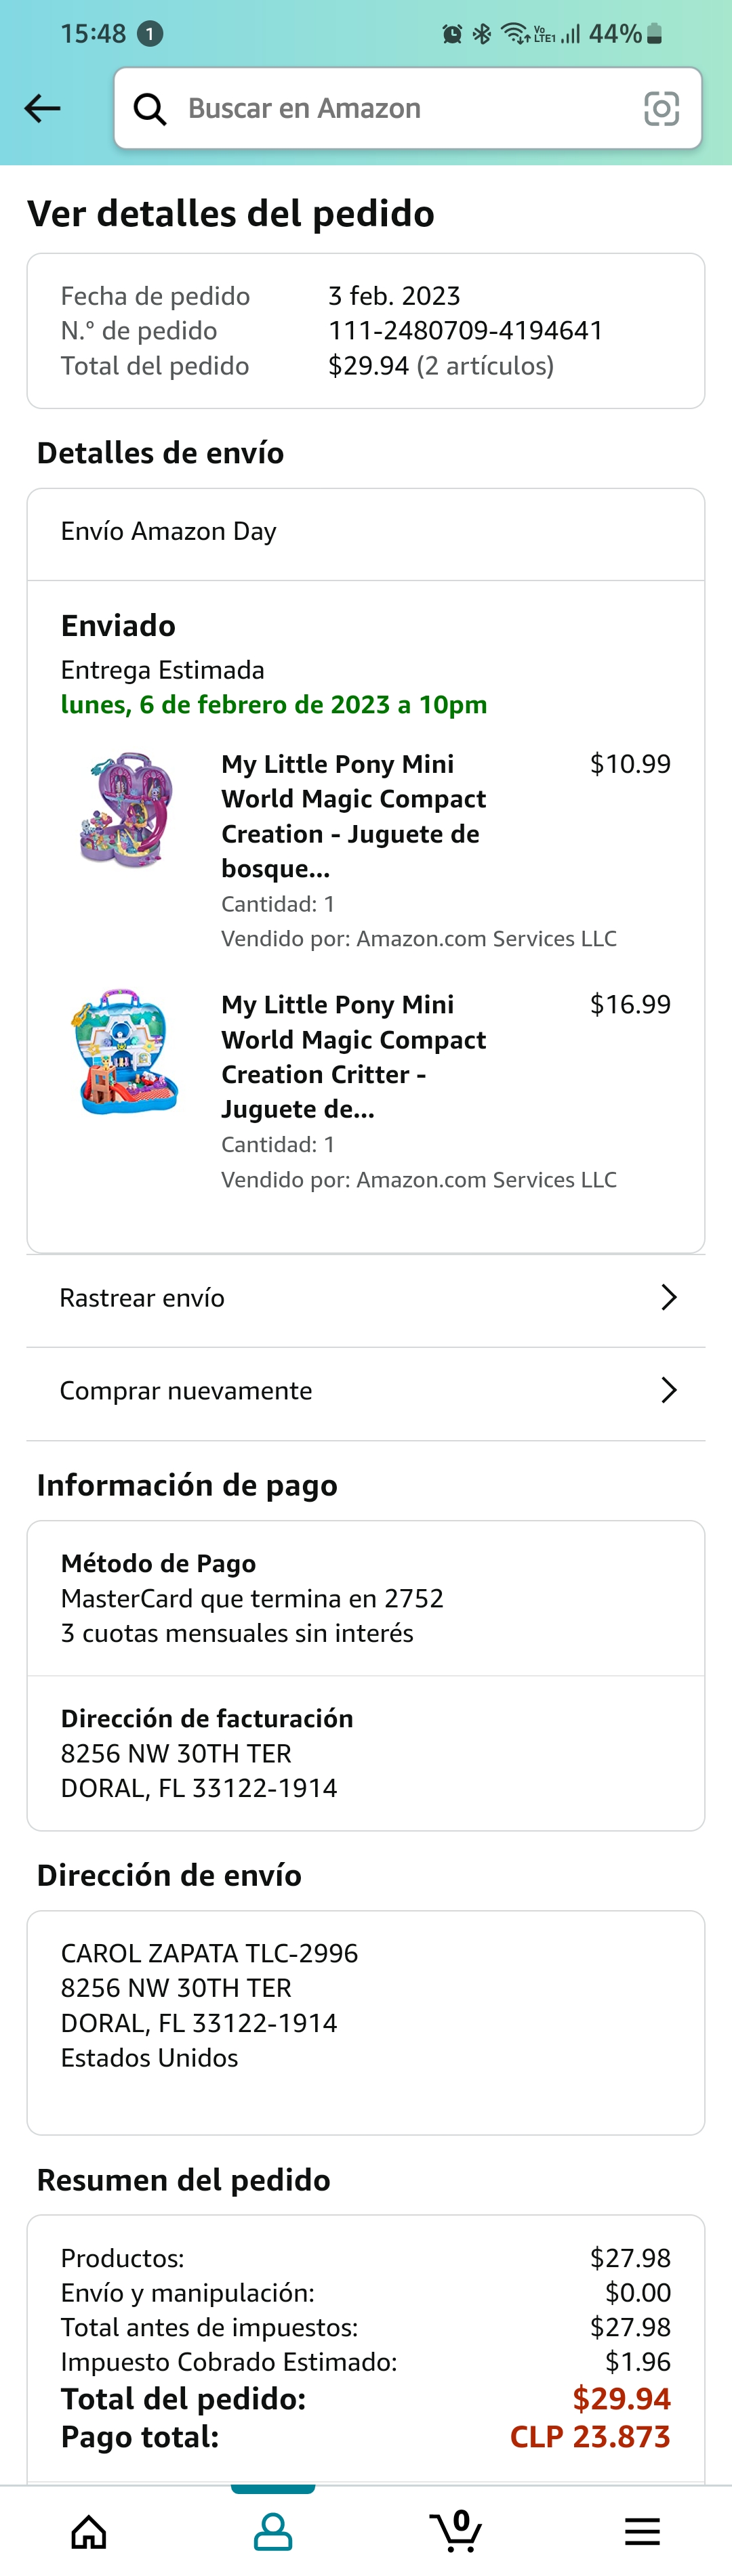 15:48 1 Vo LTE1 44%
Buscar en Amazon
Ver detalles del pedido
Fecha de pedido 3 feb. 2023
N.° de pedido 111-2480709-4194641
Total del pedido $29.94 (2 artículos)
Detalles de envío
Envío Amazon Day
Enviado
Entrega Estimada
lunes, 6 de febrero de 2023 a 10pm
My Little Pony Mini $10.99
World Magic Compact
Creation - Juguete de
bosque...
Cantidad: 1
Vendido por: Amazon.com Services LLC
My Little Pony Mini $16.99
World Magic Compact
Creation Critter -
Juguete de...
Cantidad: 1
Vendido por: Amazon.com Services LLC
Rastrear envío
Comprar nuevamente
Información de pago
Método de Pago
MasterCard que termina en 2752
3 cuotas mensuales sin interés
Dirección de facturación
8256 NW 30TH TER
DORAL, FL 33122-1914
Dirección de envío
CAROL ZAPATA TLC-2996
8256 NW 30TH TER
DORAL, FL 33122-1914
Estados Unidos
Resumen del pedido
Productos: $27.98
Envío y manipulación: $0.00
Total antes de impuestos: $27.98
Impuesto Cobrado Estimado: $1.96
Total del pedido: $29.94
Pago total: CLP 23.873
0